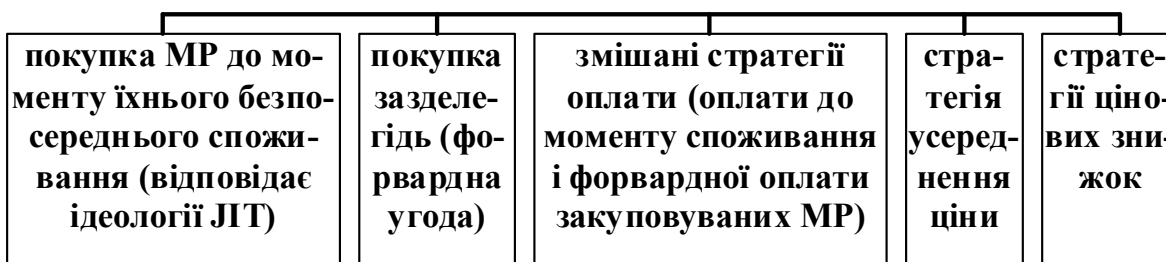 покупка МР до мо-
менту їхнього безпо-
середнього спожи-
вання (відповідає
ідеології JIT)
покупка
зазделе-
гідь (фо-
рвардна
угода)
змішані стратегії
оплати (оплати до
моменту споживання
і форвардної оплати
закуповуваних МР)
стра-
тегія
усеред-
нення
ціни
страте-
гії ціно-
вих зни-
жок